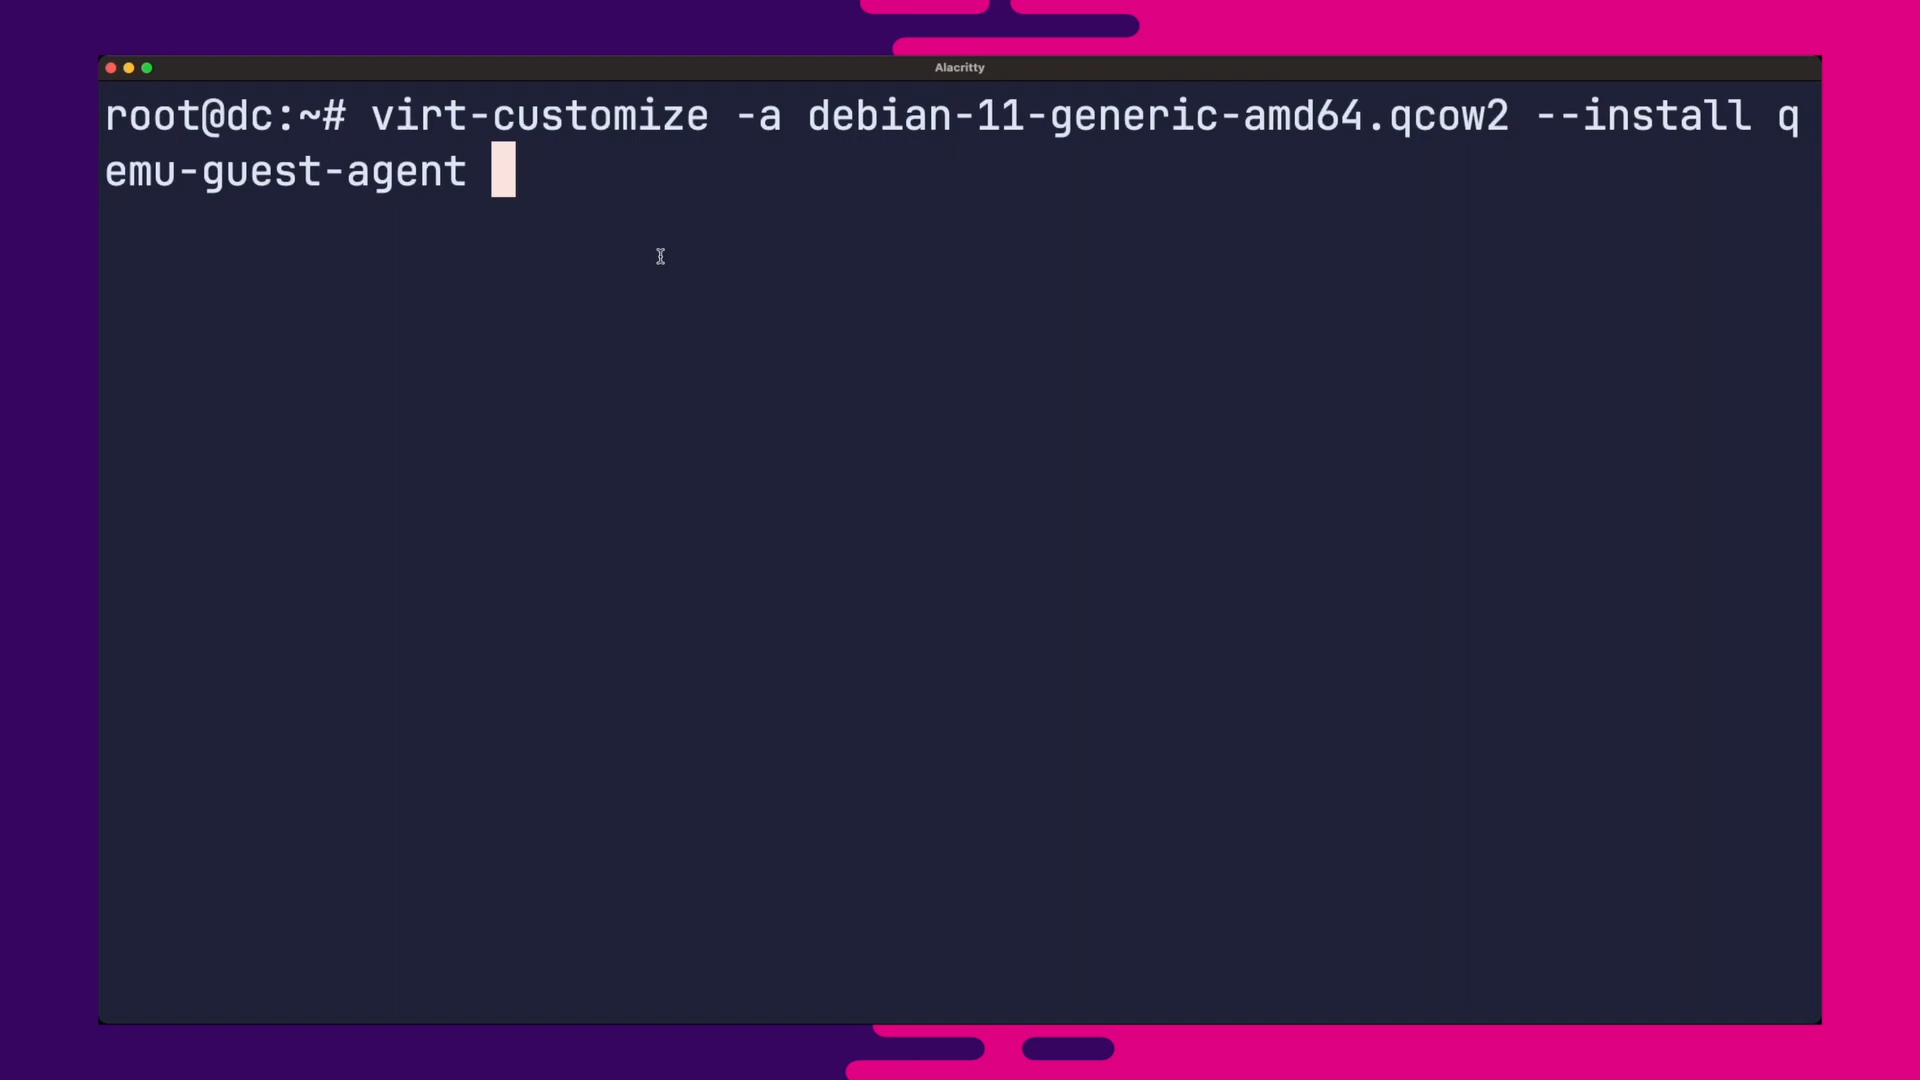 Alacritty
root@dc:~# virt-customize -a debian-11-generic-amd64.qcow2 --install q
emu-guest-agent